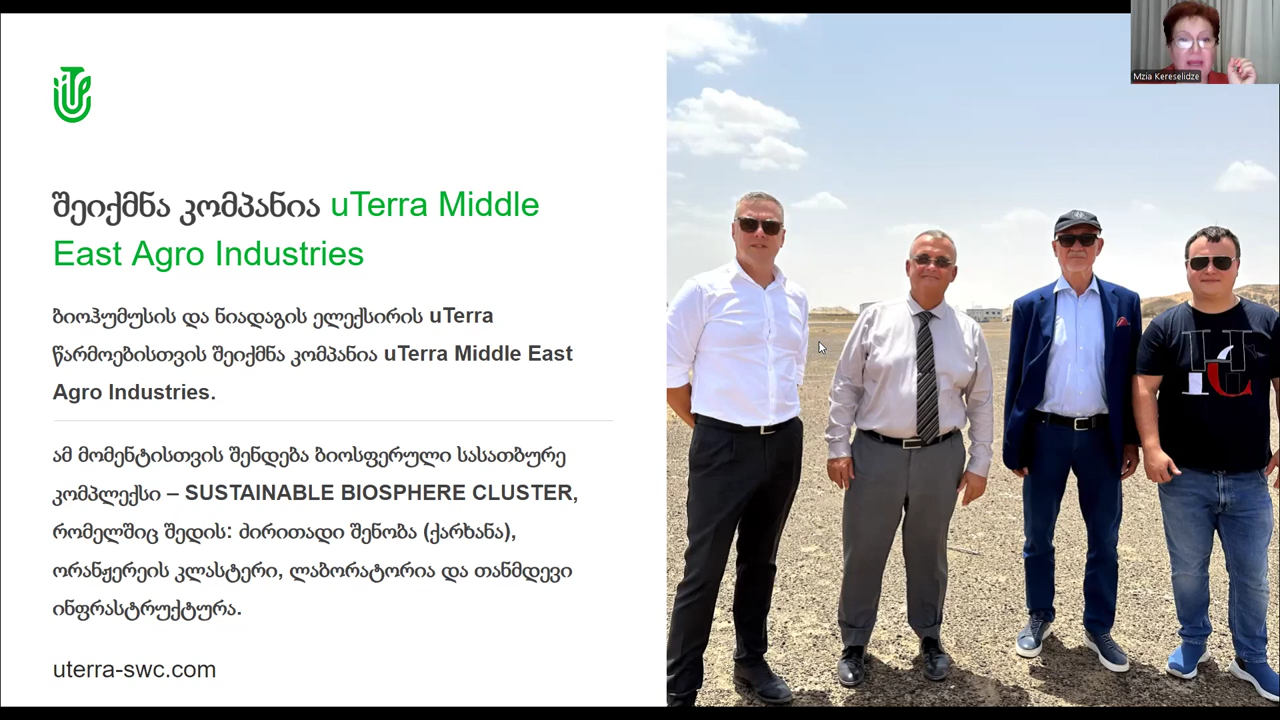 შეიქმნა კომპანია uTerra Middle
East Agro Industries
ბიოჰუმუსის და ნიადაგის ელექსირის uTerra
წარმოებისთვის შეიქმნა კომპანია uTerra Middle East
Agro Industries.
ამ მომენტისთვის შენდება ბიოსფერული სასათბურე
კომპლექსი – SUSTAINABLE BIOSPHERE CLUSTER,
რომელშიც შედის: ძირითადი შენობა (ქარხანა),
ორანჟერეის კლასტერი, ლაბორატორია და თანმდევი
ინფრასტრუქტურა.
uterra-swc.com
Mzia Kereselidze